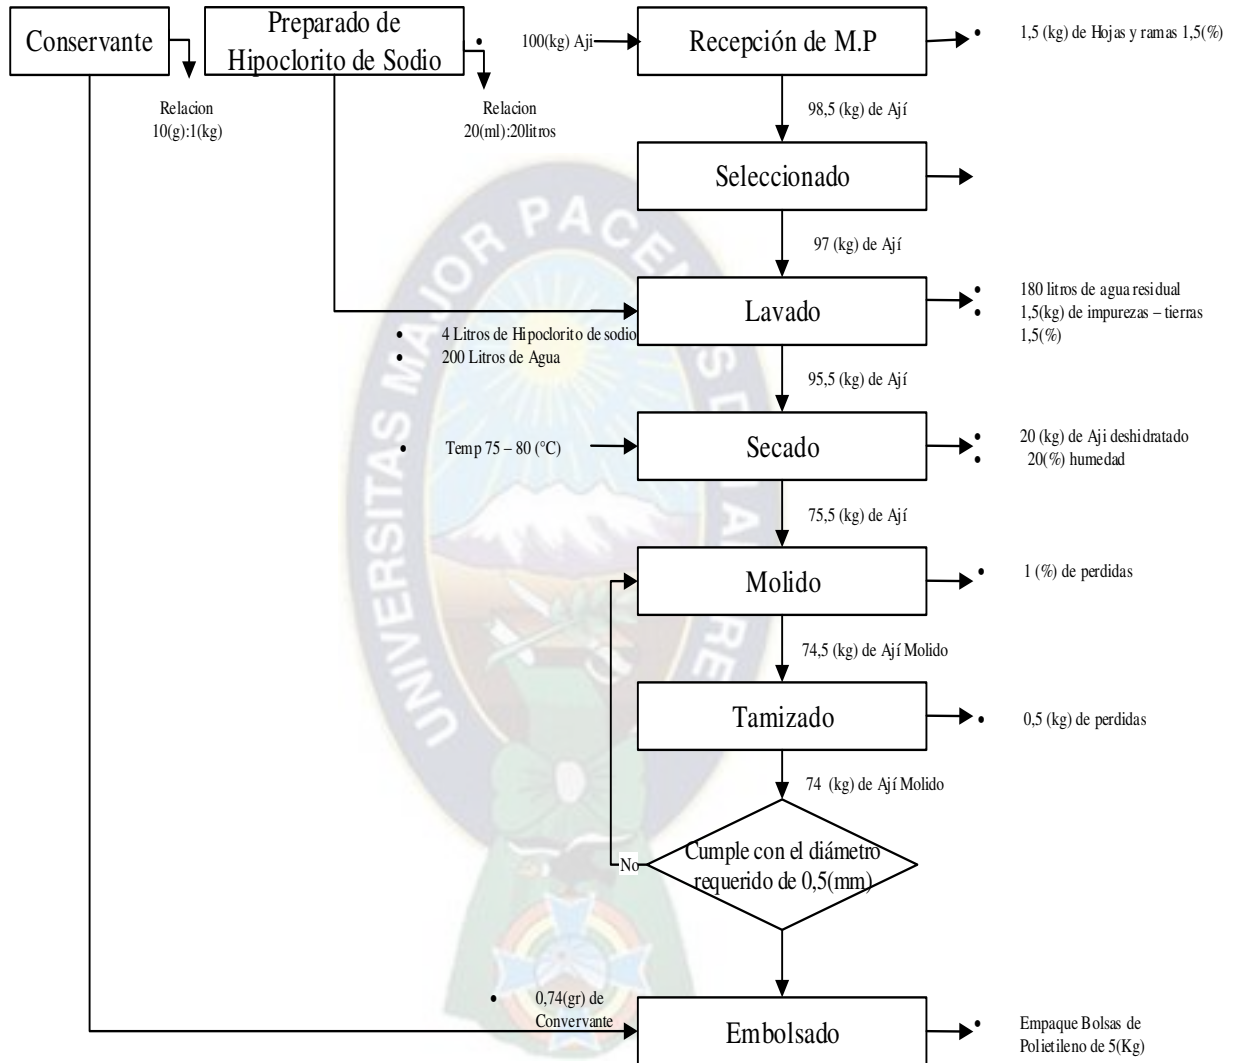 Conservante
Relacion
10(g):1(kg)
Preparado de
Hipoclorito de Sodio
Relacion
20(ml):20litros
• 100(kg) Aji
Recepción de M.P
• 1,5 (kg) de Hojas y ramas 1,5(%)
98,5 (kg) de Ají
Seleccionado
97 (kg) de Ají
Lavado
• 4 Litros de Hipoclorito de sodio
• 200 Litros de Agua
• 180 litros de agua residual
• 1,5(kg) de impurezas – tierras
1,5(%)
95,5 (kg) de Ají
• Temp 75 – 80 (°C)
Secado
• 20 (kg) de Aji deshidratado
• 20(%) humedad
75,5 (kg) de Ají
Molido
• 1 (%) de perdidas
74,5 (kg) de Ají Molido
Tamizado
• 0,5 (kg) de perdidas
74 (kg) de Ají Molido
Cumple con el diámetro
requerido de 0,5(mm)
No
• 0,74(gr) de
Convervante
Embolsado
• Empaque Bolsas de
Polietileno de 5(Kg)
UNIVERSITAS MAJOR PACEN
S D
A
RE